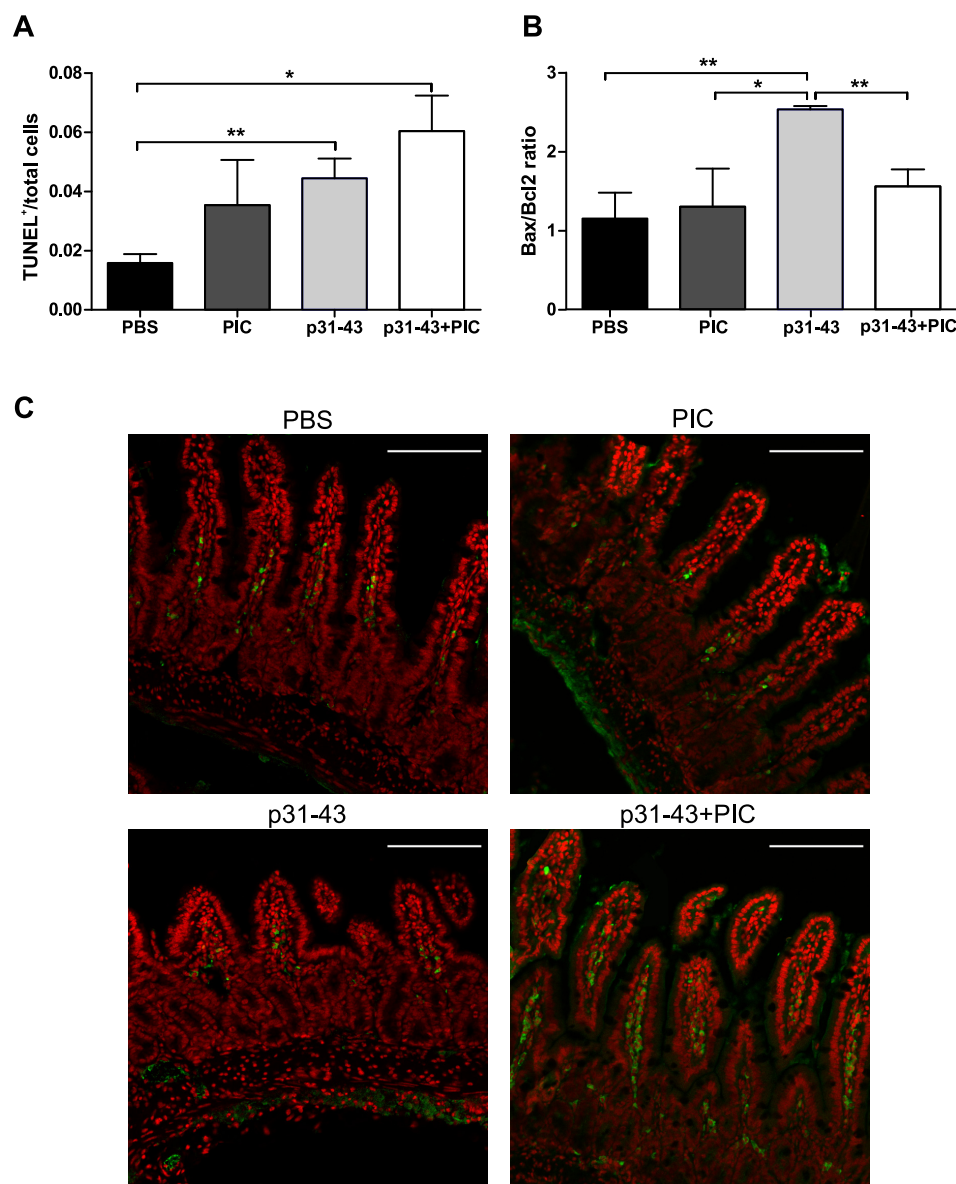 A
TUNEL⁺/total cells
0.08
0.06
0.04
0.02
0.00
*
**
PBS PIC p31-43 p31-43+PIC
B
Bax/Bcl2 ratio
3
2
1
0
**
* **
PBS PIC p31-43 p31-43+PIC
C
PBS PIC
p31-43 p31-43+PIC